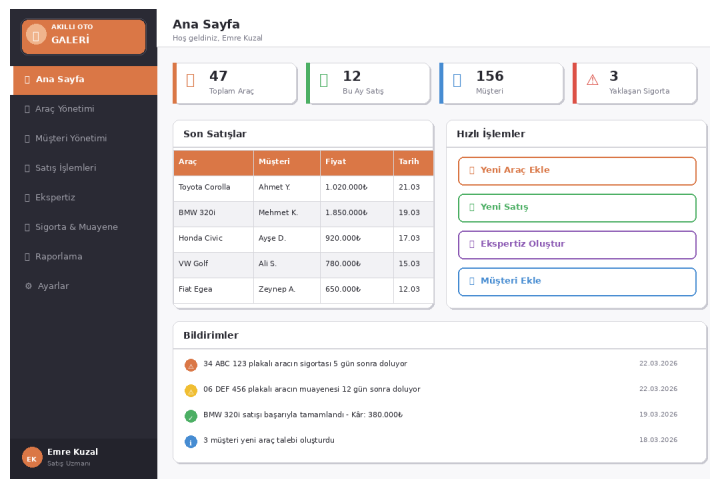 AKILLI OTO
GALERİ
Ana Sayfa
Araç Yönetimi
Müşteri Yönetimi
Satış İşlemleri
Ekspertiz
Sigorta & Muayene
Raporlama
Ayarlar
EK
Emre Kuzal
Satış Uzmanı
Ana Sayfa
Hoş geldiniz, Emre Kuzal
47
Toplam Araç
12
Bu Ay Satış
156
Müşteri
3
Yaklaşan Sigorta
Son Satışlar
Araç Müşteri Fiyat Tarih
Toyota Corolla Ahmet Y. 1.020.000₺ 21.03
BMW 320i Mehmet K. 1.850.000₺ 19.03
Honda Civic Ayşe D. 920.000₺ 17.03
VW Golf Ali S. 780.000₺ 15.03
Fiat Egea Zeynep A. 650.000₺ 12.03
Hızlı İşlemler
Yeni Araç Ekle
Yeni Satış
Ekspertiz Oluştur
Müşteri Ekle
Bildirimler
34 ABC 123 plakalı aracın sigortası 5 gün sonra doluyor 22.03.2026
06 DEF 456 plakalı aracın muayenesi 12 gün sonra doluyor 22.03.2026
BMW 320i satışı başarıyla tamamlandı - Kâr: 380.000₺ 19.03.2026
3 müşteri yeni araç talebi oluşturdu 18.03.2026